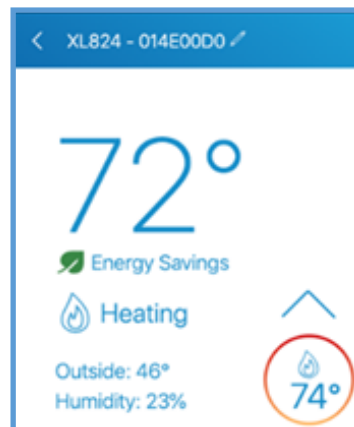 XL824 - 014E00D0
72°
Energy Savings
Heating
Outside: 46°
Humidity: 23%
74°